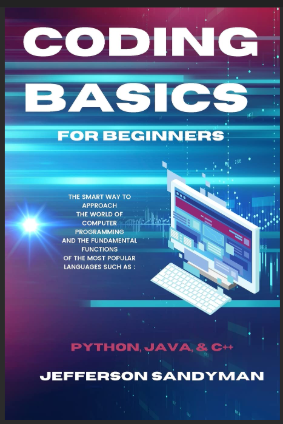 CODING
BASICS
FOR BEGINNERS
THE SMART WAY TO
APPROACH
THE WORLD OF
COMPUTER
PROGRAMMING
AND THE FUNDAMENTAL
FUNCTIONS
OF THE MOST POPULAR
LANGUAGES SUCH AS :
PYTHON, JAVA, & C++
JEFFERSON SANDYMAN